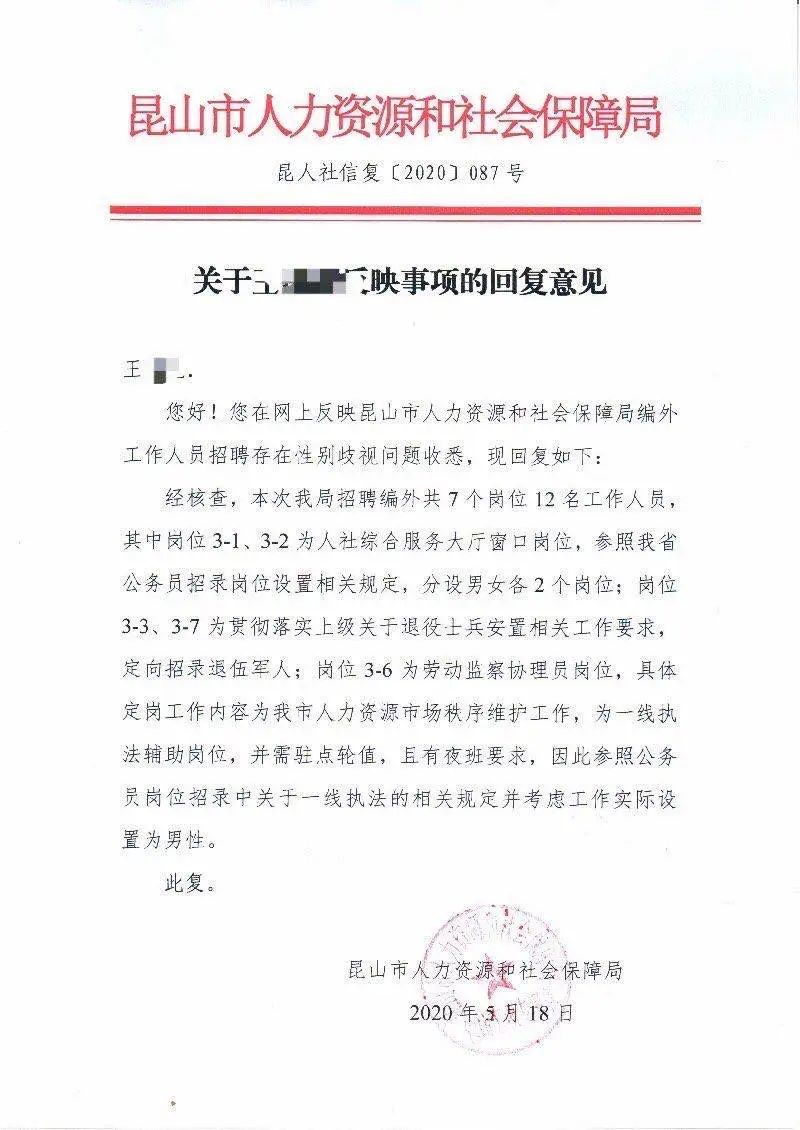 昆山市人力资源和社会保障局
昆人社信复〔2020〕087号
关于王反映事项的回复意见
王
您好！您在网上反映昆山市人力资源和社会保障局编外
工作人员招聘存在性别歧视问题收悉，现回复如下：
经核查，本次我局招聘编外共7个岗位12名工作人员，
其中岗位3-1、3-2为人社综合服务大厅窗口岗位，参照我省
公务员招录岗位设置相关规定，分设男女各2个岗位；岗位
3-3、3-7为贯彻落实上级关于退役士兵安置相关工作要求，
定向招录退伍军人；岗位3-6为劳动监察协理员岗位，具体
定岗工作内容为我市人力资源市场秩序维护工作，为一线执
法辅助岗位，并需驻点轮值，且有夜班要求，因此参照公务
员岗位招录中关于一线执法的相关规定并考虑工作实际设
置为男性。
此复。
昆山市人力资源和社会保障局
2020年5月18日